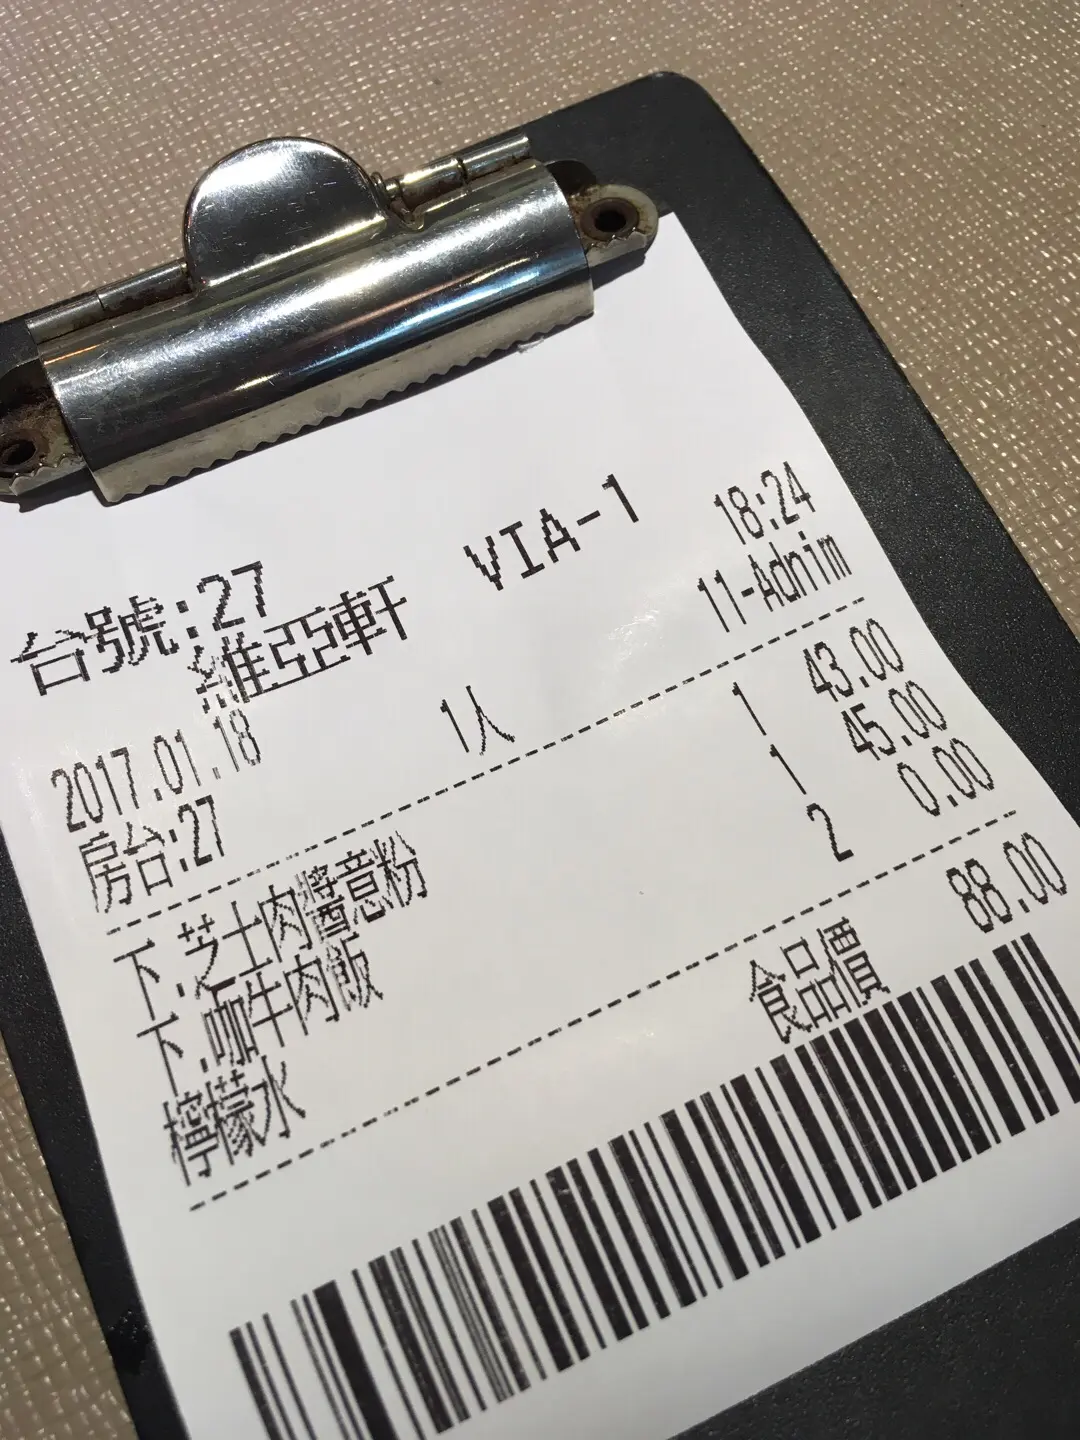 台號:27 VIA-1
維亞軒
2017.01.18 18:24
房台:27 1人 11-Adnim
下.芝士肉醬意粉 1 43.00
下.咖牛肉飯 1 45.00
檸檬水 2 0.00
食品價 88.00